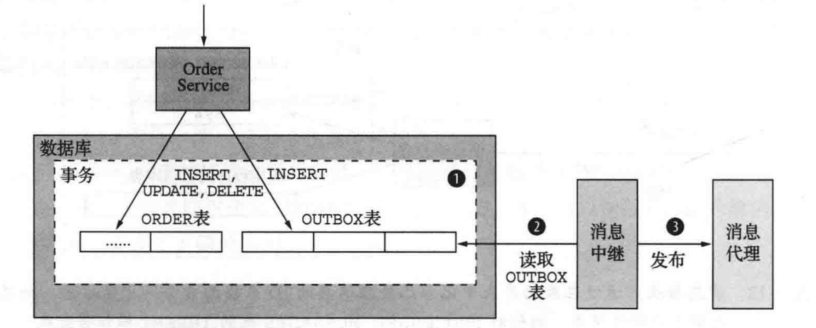 Order
Service
数据库
事务
INSERT,
UPDATE,DELETE
INSERT
❶
ORDER表
OUTBOX表
......
❷
读取
OUTBOX
表
消息
中继
❸
发布
消息
代理